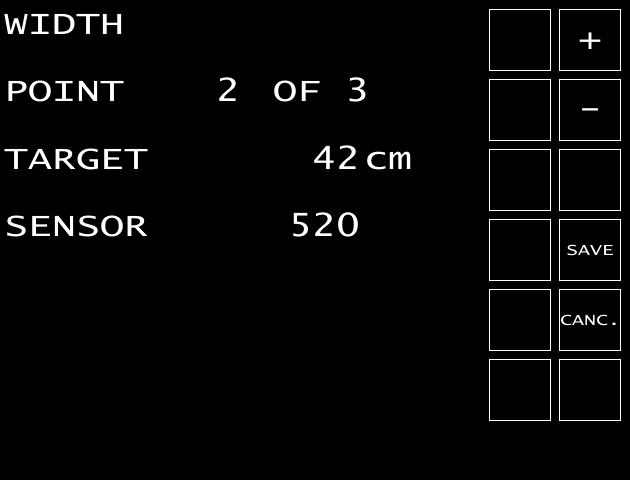 WIDTH
+
POINT 2 OF 3
-
TARGET 42cm
SENSOR 520
SAVE
CANC.